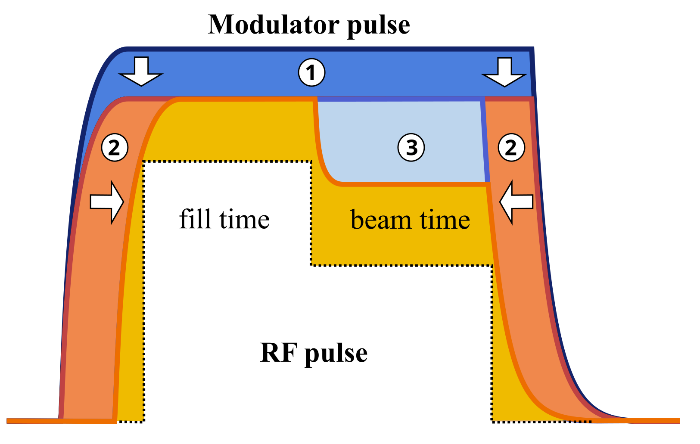 Modulator pulse
1
2
3
2
fill time
beam time
RF pulse